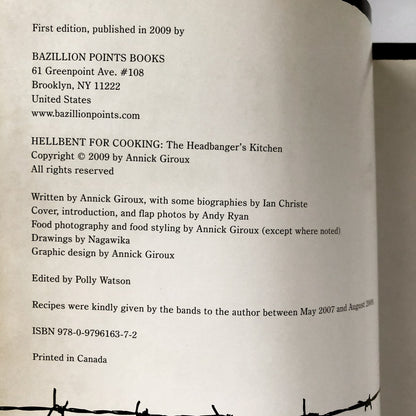 First edition, published in 2009 by
BAZILLION POINTS BOOKS
61 Greenpoint Ave. #108
Brooklyn, NY 11222
United States
www.bazillionpoints.com
HELLBENT FOR COOKING: The Headbanger's Kitchen
Copyright © 2009 by Annick Giroux
All rights reserved
Written by Annick Giroux, with some biographies by Ian Christe
Cover, introduction, and flap photos by Andy Ryan
Food photography and food styling by Annick Giroux (except where noted)
Drawings by Nagawika
Graphic design by Annick Giroux
Edited by Polly Watson
Recipes were kindly given by the bands to the author between May 2007 and August
ISBN 978-0-9796163-7-2
Printed in Canada